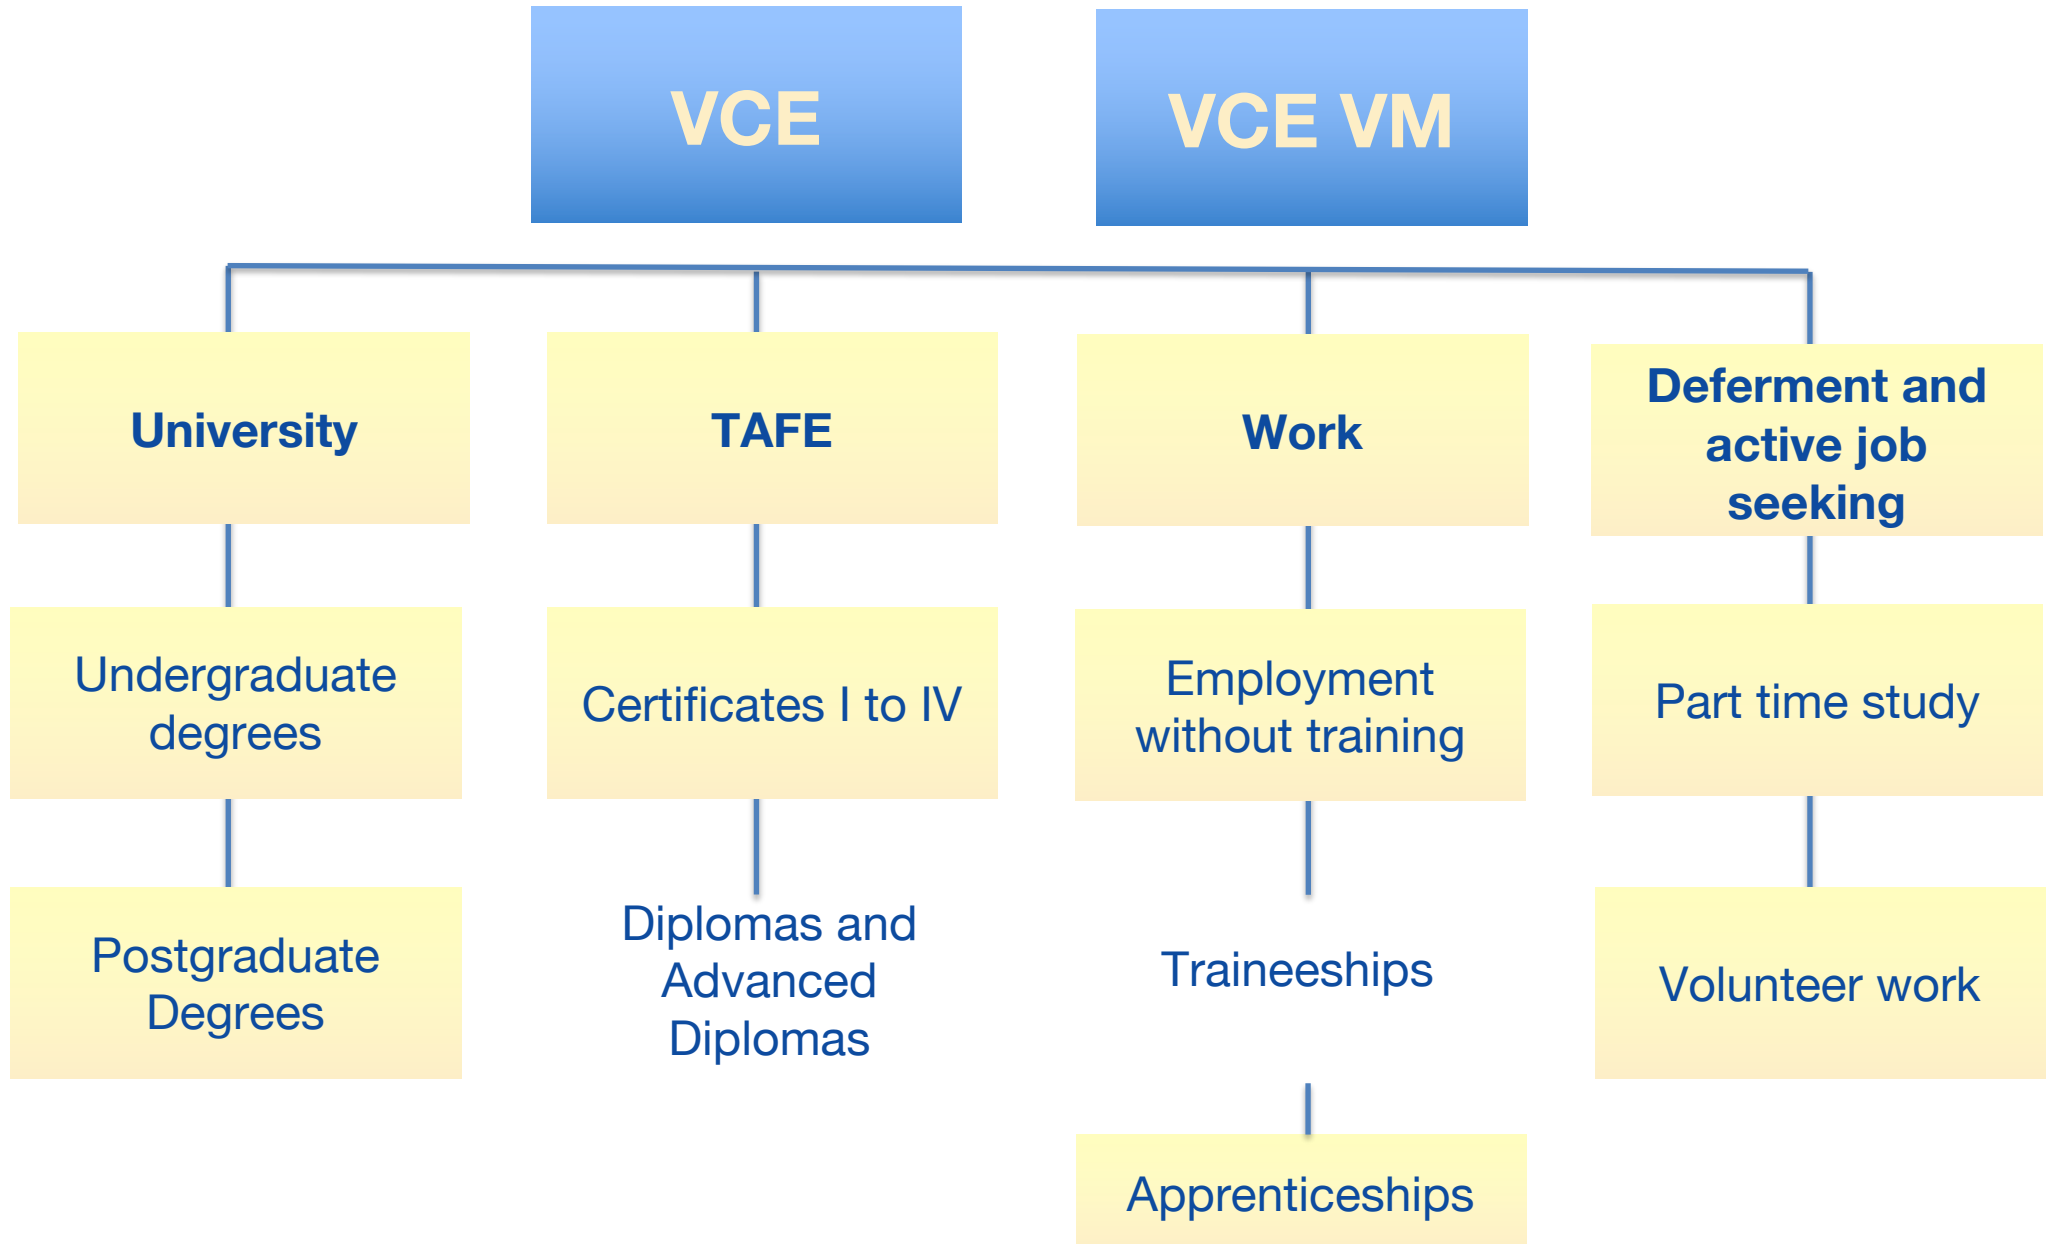 VCE
VCE VM
University
TAFE
Work
Deferment and
active job
seeking
Undergraduate
degrees
Certificates I to IV
Employment
without training
Part time study
Postgraduate
Degrees
Diplomas and
Advanced
Diplomas
Traineeships
Volunteer work
Apprenticeships